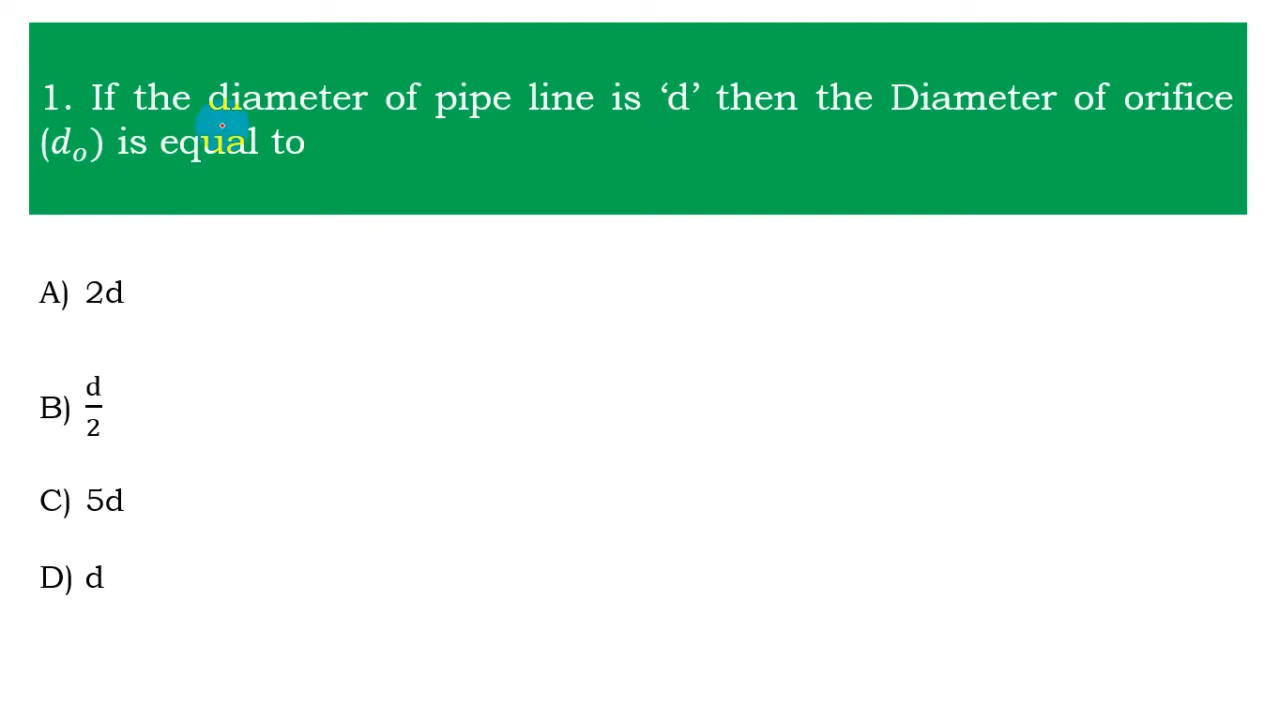 1. If the diameter of pipe line is ‘d’ then the Diameter of orifice
(dₒ) is equal to
A) 2d
B) d/2
C) 5d
D) d